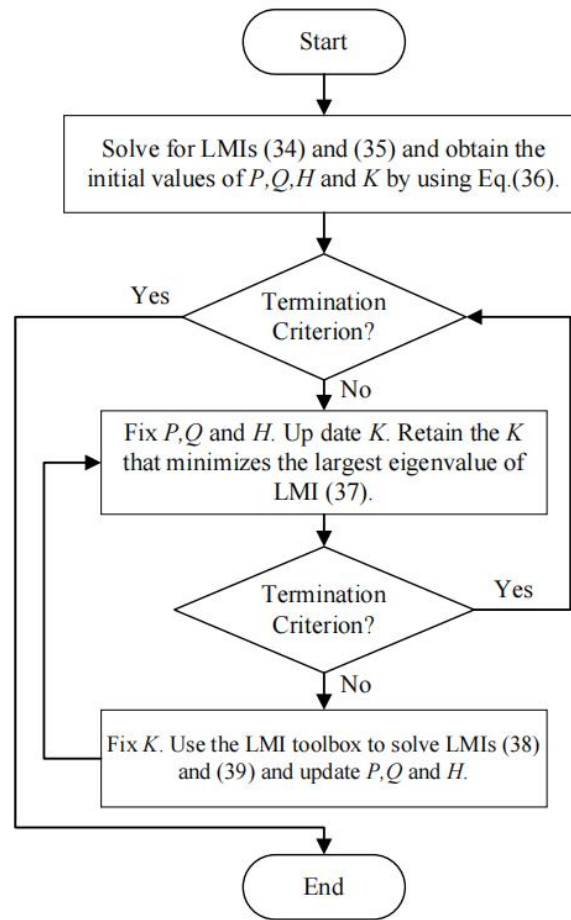 Start
Solve for LMIs (34) and (35) and obtain the
initial values of P,Q,H and K by using Eq.(36).
Yes
Termination
Criterion?
No
Fix P,Q and H. Up date K. Retain the K
that minimizes the largest eigenvalue of
LMI (37).
Termination
Criterion?
Yes
No
Fix K. Use the LMI toolbox to solve LMIs (38)
and (39) and update P,Q and H.
End